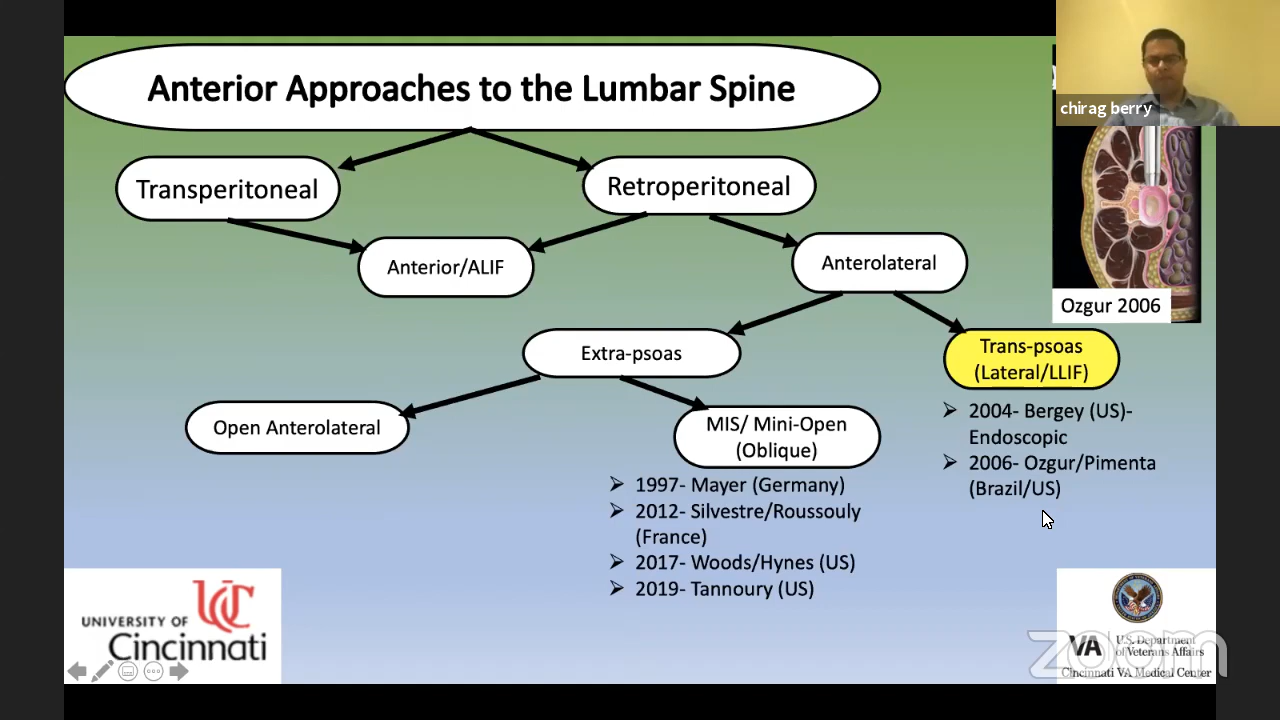 Anterior Approaches to the Lumbar Spine
chirag berry
Transperitoneal
Retroperitoneal
Anterior/ALIF
Anterolateral
Ozgur 2006
Extra-psoas
Trans-psoas
(Lateral/LLIF)
Open Anterolateral
MIS/ Mini-Open
(Oblique)
➢ 2004- Bergey (US)-
Endoscopic
➢ 2006- Ozgur/Pimenta
(Brazil/US)
➢ 1997- Mayer (Germany)
➢ 2012- Silvestre/Roussouly
(France)
➢ 2017- Woods/Hynes (US)
➢ 2019- Tannoury (US)
UC
UNIVERSITY OF
Cincinnati
VA
U.S. Department
of Veterans Affairs
Cincinnati VA Medical Center
zoom